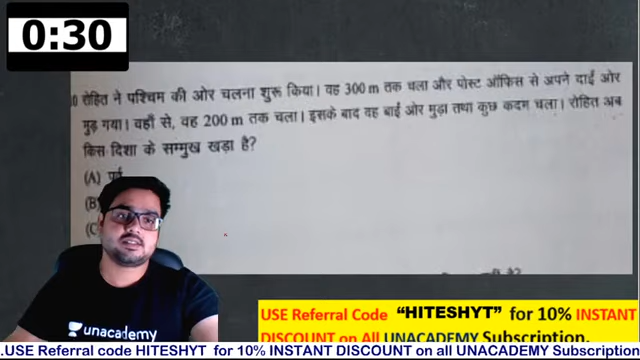 0:30
0 रोहित ने पश्चिम की ओर चलना शुरू किया। वह 300 m तक चला और पोस्ट ऑफिस से अपने दाईं ओर
मुड़ गया। वहाँ से, वह 200 m तक चला। इसके बाद वह बाईं ओर मुड़ा तथा कुछ कदम चला। रोहित अब
किस दिशा के सम्मुख खड़ा है?
(A) पूर्व
(B)
(C
unacademy
USE Referral Code “HITESHYT” for 10% INSTANT
DISCOUNT on All UNACADEMY Subscription.
.USE Referral code HITESHYT for 10% INSTANT DISCOUNT on all UNACADEMY Subscription